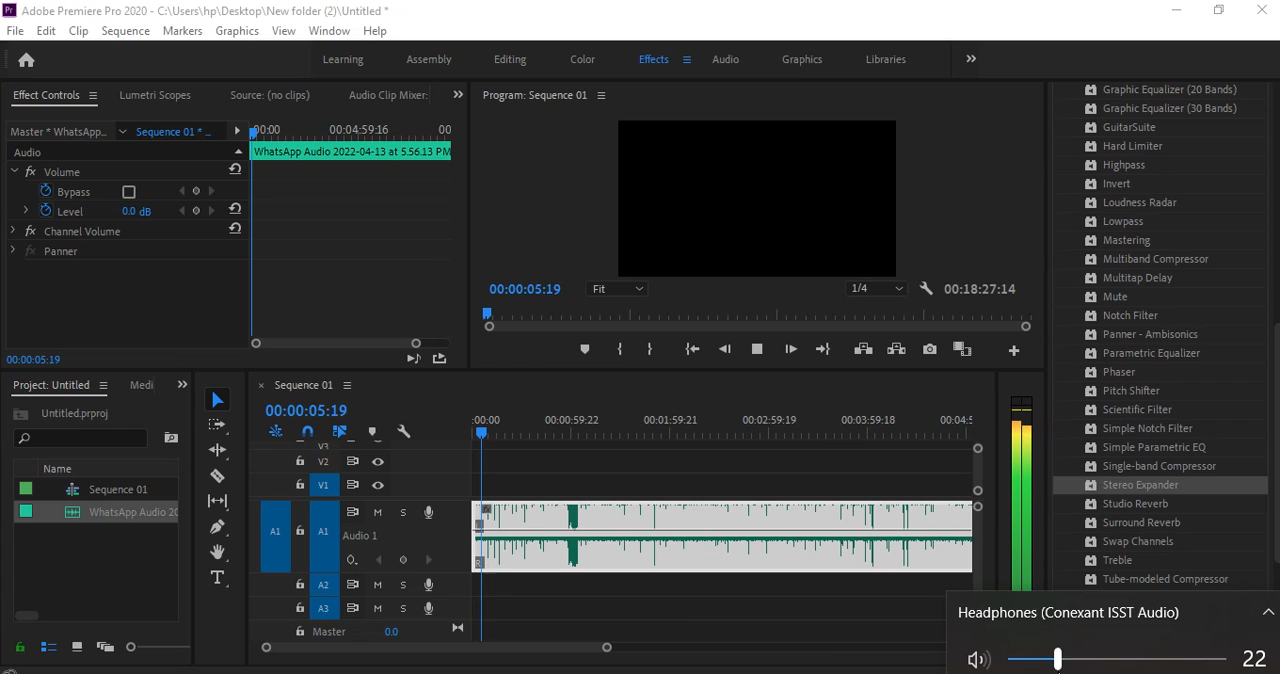 Adobe Premiere Pro 2020 - C:\Users\hp\Desktop\New folder (2)\Untitled *
File Edit Clip Sequence Markers Graphics View Window Help
Learning Assembly Editing Color Effects Audio Graphics Libraries
Effect Controls Lumetri Scopes Source: (no clips) Audio Clip Mixer:
Master * WhatsApp... Sequence 01 * ... :00:00 00:04:59:16 00
Audio
WhatsApp Audio 2022-04-13 at 5.56.13 PM
fx Volume
Bypass
Level 0.0 dB
fx Channel Volume
fx Panner
00:00:05:19
Program: Sequence 01
00:00:05:19 Fit 1/4 00:18:27:14
Graphic Equalizer (20 Bands)
Graphic Equalizer (30 Bands)
GuitarSuite
Hard Limiter
Highpass
Invert
Loudness Radar
Lowpass
Mastering
Multiband Compressor
Multitap Delay
Mute
Notch Filter
Panner - Ambisonics
Parametric Equalizer
Phaser
Pitch Shifter
Scientific Filter
Simple Notch Filter
Simple Parametric EQ
Single-band Compressor
Stereo Expander
Studio Reverb
Surround Reverb
Swap Channels
Treble
Tube-modeled Compressor
Project: Untitled Medi
Untitled.prproj
Name
Sequence 01
WhatsApp Audio 20
Sequence 01
00:00:05:19
:00:00 00:00:59:22 00:01:59:21 00:02:59:19 00:03:59:18 00:04:5
V3
V2
V1
A1 A1 M S
Audio 1
A2 M S
A3 M S
Master 0.0
L
R
Headphones (Conexant ISST Audio)
22